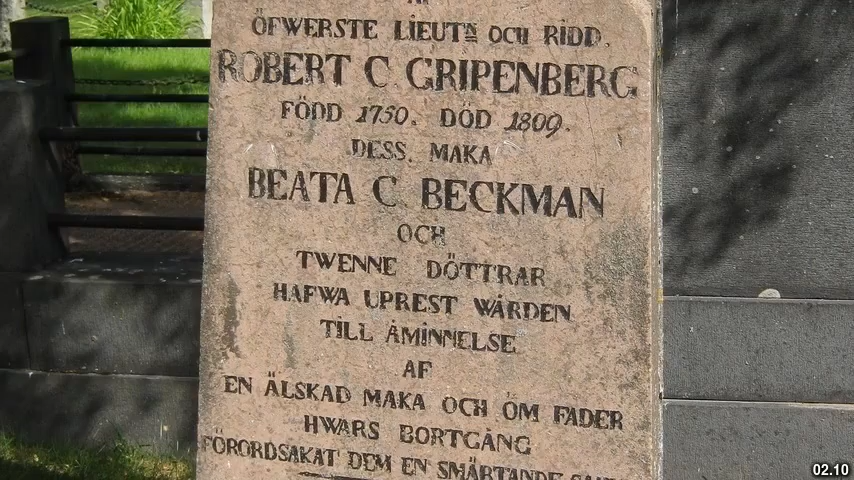 ÖFWERSTE LIEUTN OCH RIDD.
ROBERT C. GRIPENBERG
FÖDD 1750. DÖD 1809.
DESS. MAKA
BEATA C. BECKMAN
OCH
TWENNE DÖTTRAR
HAFWA UPREST WÅRDEN
TILL ÅMINNELSE
AF
EN ÄLSKAD MAKA OCH ÖM FADER
HWARS BORTGÅNG
FÖRORDSAKAT DEM EN SMÄRTANDE
02.10